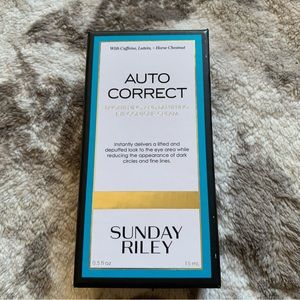 With Caffeine, Lutein, + Horse Chestnut
AUTO
CORRECT
Instantly delivers a lifted and
depuffed look to the eye area while
reducing the appearance of dark
circles and fine lines.
SUNDAY
RILEY
0.5 fl oz 15 mL